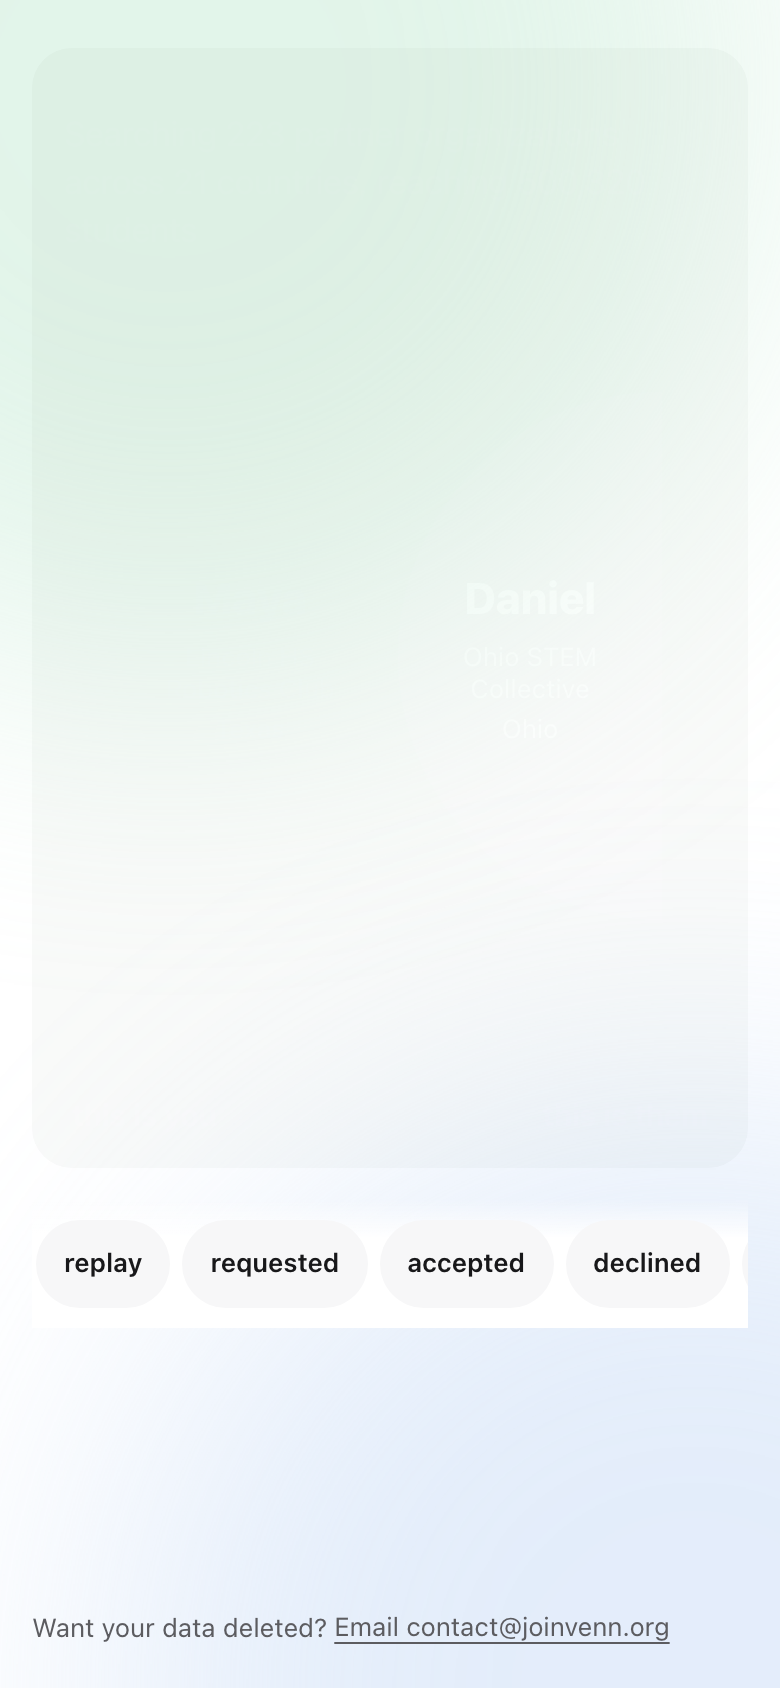 Daniel
Ohio STEM
Collective
Ohio
replay
requested
accepted
declined
Want your data deleted? Email contact@joinvenn.org